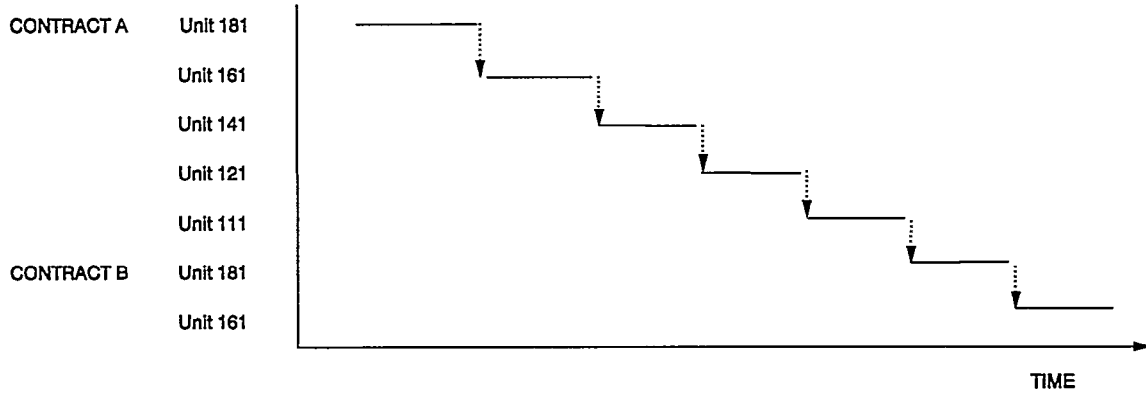 CONTRACT A Unit 181
Unit 161
Unit 141
Unit 121
Unit 111
CONTRACT B Unit 181
Unit 161
TIME